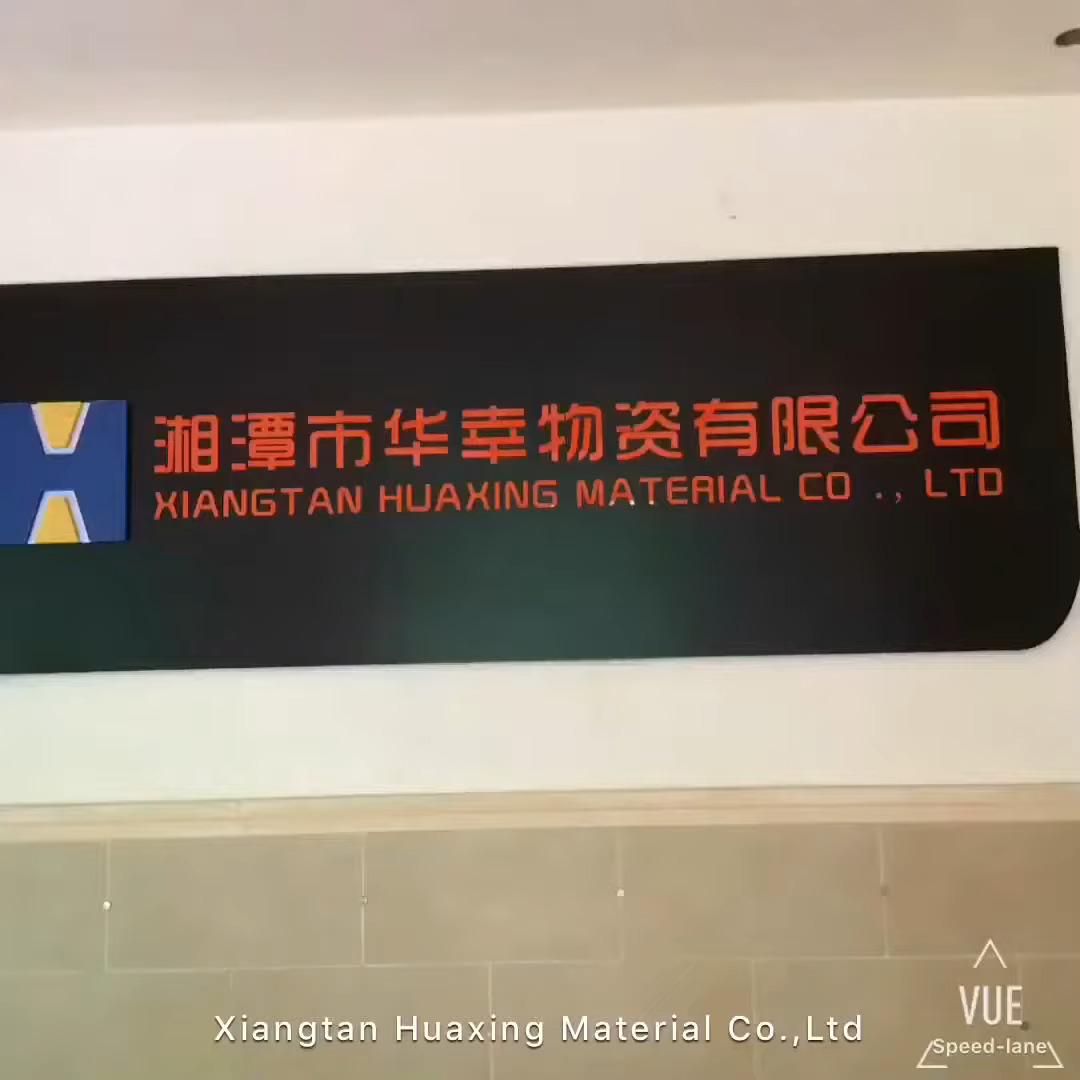 湘潭市华幸物资有限公司
XIANGTAN HUAXING MATERIAL CO .,LTD
Xiangtan Huaxing Material Co.,Ltd
VUE
Speed-lane